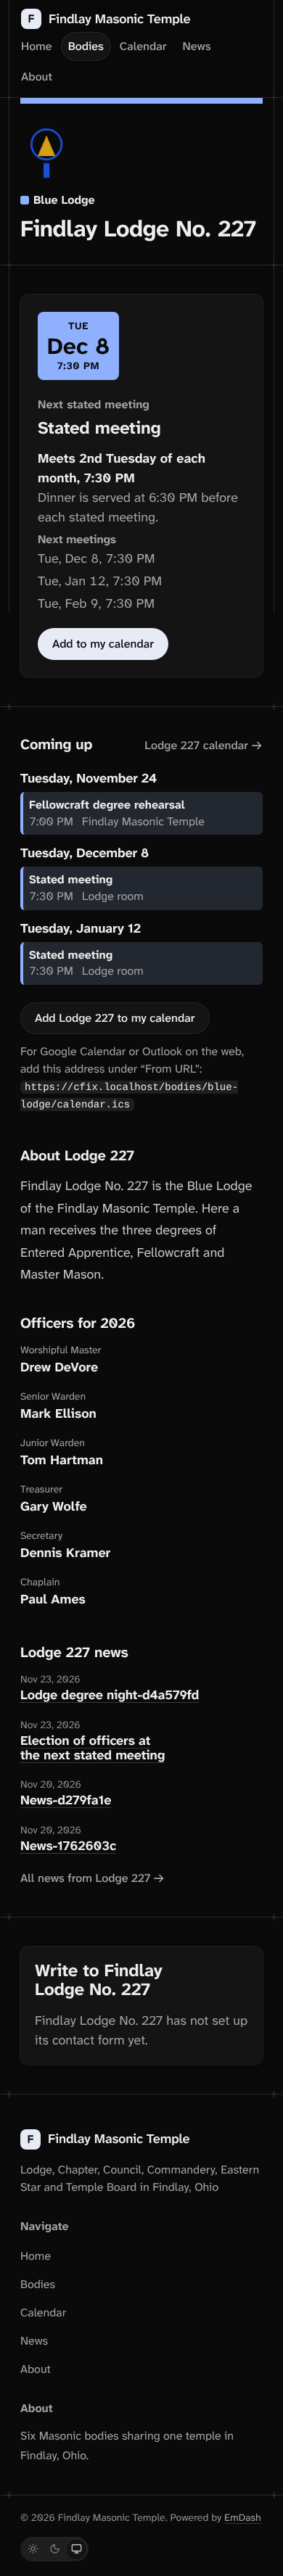 F Findlay Masonic Temple
Home Bodies Calendar News
About
Blue Lodge
Findlay Lodge No. 227
TUE
Dec 8
7:30 PM
Next stated meeting
Stated meeting
Meets 2nd Tuesday of each
month, 7:30 PM
Dinner is served at 6:30 PM before
each stated meeting.
Next meetings
Tue, Dec 8, 7:30 PM
Tue, Jan 12, 7:30 PM
Tue, Feb 9, 7:30 PM
Add to my calendar
Coming up Lodge 227 calendar →
Tuesday, November 24
Fellowcraft degree rehearsal
7:00 PM Findlay Masonic Temple
Tuesday, December 8
Stated meeting
7:30 PM Lodge room
Tuesday, January 12
Stated meeting
7:30 PM Lodge room
Add Lodge 227 to my calendar
For Google Calendar or Outlook on the web,
add this address under “From URL”:
https://cfix.localhost/bodies/blue-
lodge/calendar.ics
About Lodge 227
Findlay Lodge No. 227 is the Blue Lodge
of the Findlay Masonic Temple. Here a
man receives the three degrees of
Entered Apprentice, Fellowcraft and
Master Mason.
Officers for 2026
Worshipful Master
Drew DeVore
Senior Warden
Mark Ellison
Junior Warden
Tom Hartman
Treasurer
Gary Wolfe
Secretary
Dennis Kramer
Chaplain
Paul Ames
Lodge 227 news
Nov 23, 2026
Lodge degree night-d4a579fd
Nov 23, 2026
Election of officers at
the next stated meeting
Nov 20, 2026
News-d279fa1e
Nov 20, 2026
News-1762603c
All news from Lodge 227 →
Write to Findlay
Lodge No. 227
Findlay Lodge No. 227 has not set up
its contact form yet.
F Findlay Masonic Temple
Lodge, Chapter, Council, Commandery, Eastern
Star and Temple Board in Findlay, Ohio
Navigate
Home
Bodies
Calendar
News
About
About
Six Masonic bodies sharing one temple in
Findlay, Ohio.
© 2026 Findlay Masonic Temple. Powered by EmDash